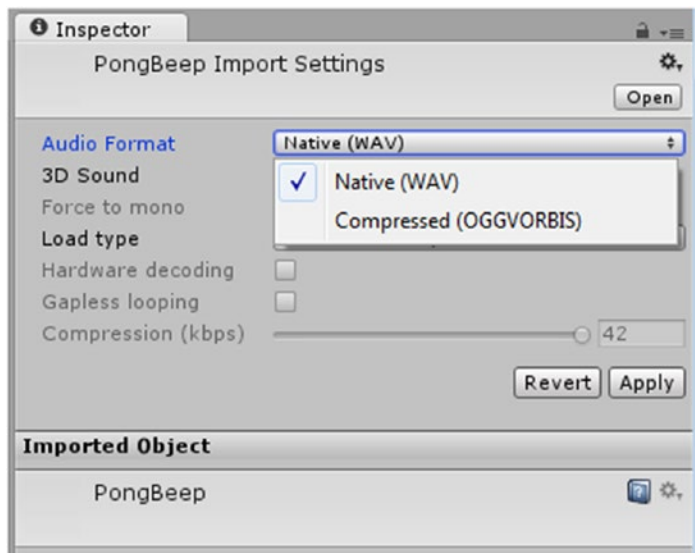 Inspector
PongBeep Import Settings
Open
Audio Format Native (WAV)
3D Sound Native (WAV)
Force to mono Compressed (OGGVORBIS)
Load type
Hardware decoding
Gapless looping
Compression (kbps) 42
Revert Apply
Imported Object
PongBeep